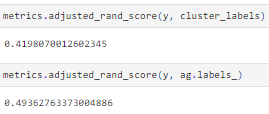 metrics.adjusted_rand_score(y, cluster_labels)
0.4198070012602345
metrics.adjusted_rand_score(y, ag.labels_)
0.49362763373004886